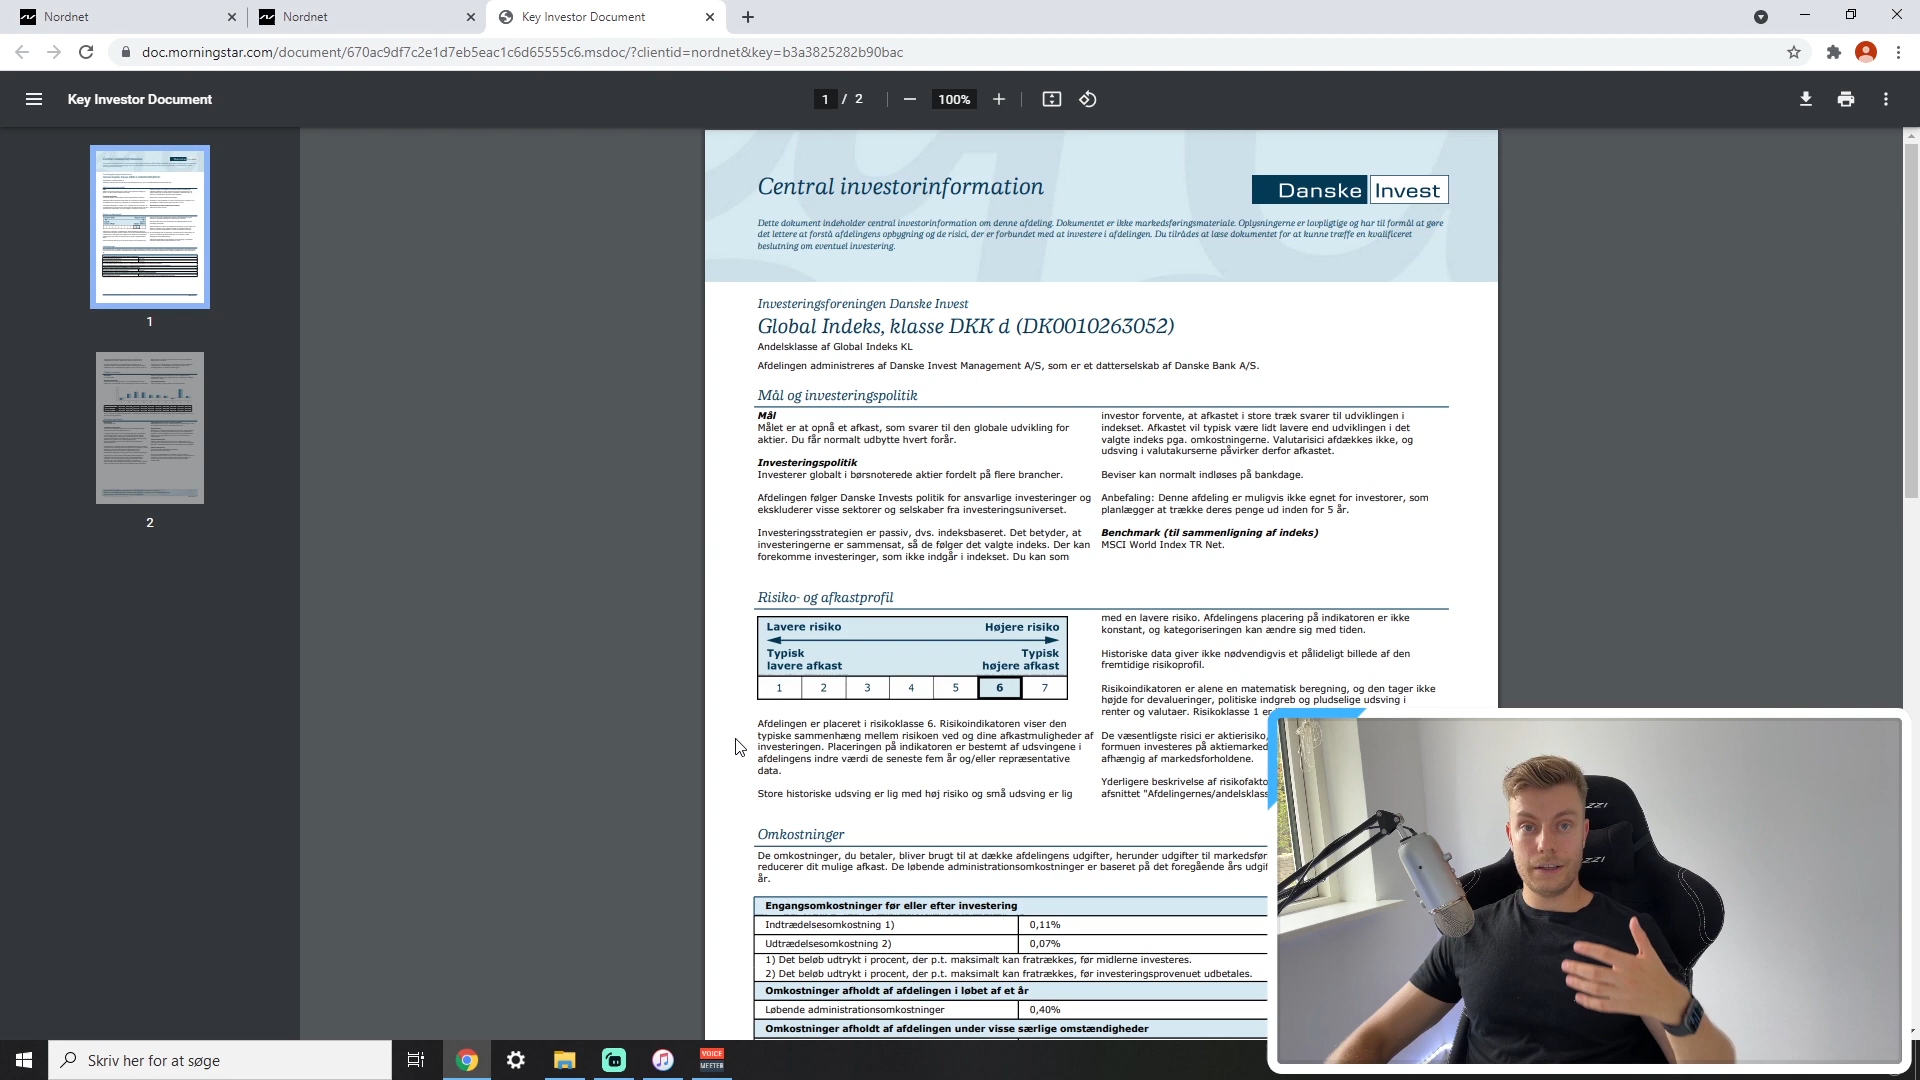 Nordnet
Nordnet
Key Investor Document
doc.morningstar.com/document/670ac9df7c2e1d7eb5eac1c6d65555c6.msdoc/?clientid=nordnet&key=b3a3825282b90bac
Key Investor Document
1 / 2
100%
1
2
Central investorinformation
Danske Invest
Dette dokument indeholder central investorinformation om denne afdeling. Dokumentet er ikke markedsføringsmateriale. Oplysningerne er lovpligtige og har til formål at gøre
det lettere at forstå afdelingens opbygning og de risici, der er forbundet med at investere i afdelingen. Du tilrådes at læse dokumentet for at kunne træffe en kvalificeret
beslutning om eventuel investering.
Investeringsforeningen Danske Invest
Global Indeks, klasse DKK d (DK0010263052)
Andelsklasse af Global Indeks KL
Afdelingen administreres af Danske Invest Management A/S, som er et datterselskab af Danske Bank A/S.
Mål og investeringspolitik
Mål
Målet er at opnå et afkast, som svarer til den globale udvikling for
aktier. Du får normalt udbytte hvert forår.
Investeringspolitik
Investerer globalt i børsnoterede aktier fordelt på flere brancher.
Afdelingen følger Danske Invests politik for ansvarlige investeringer og
ekskluderer visse sektorer og selskaber fra investeringsuniverset.
Investeringsstrategien er passiv, dvs. indeksbaseret. Det betyder, at
investeringerne er sammensat, så de følger det valgte indeks. Der kan
forekomme investeringer, som ikke indgår i indekset. Du kan som
investor forvente, at afkastet i store træk svarer til udviklingen i
indekset. Afkastet vil typisk være lidt lavere end udviklingen i det
valgte indeks pga. omkostningerne. Valutarisici afdækkes ikke, og
udsving i valutakurserne påvirker derfor afkastet.
Beviser kan normalt indløses på bankdage.
Anbefaling: Denne afdeling er muligvis ikke egnet for investorer, som
planlægger at trække deres penge ud inden for 5 år.
Benchmark (til sammenligning af indeks)
MSCI World Index TR Net.
Risiko- og afkastprofil
Lavere risiko Højere risiko
Typisk Typisk
lavere afkast højere afkast
1 2 3 4 5 6 7
Afdelingen er placeret i risikoklasse 6. Risikoindikatoren viser den
typiske sammenhæng mellem risikoen ved og dine afkastmuligheder af
investeringen. Placeringen på indikatoren er bestemt af udsvingene i
afdelingens indre værdi de seneste fem år og/eller repræsentative
data.
Store historiske udsving er lig med høj risiko og små udsving er lig
med en lavere risiko. Afdelingens placering på indikatoren er ikke
konstant, og kategoriseringen kan ændre sig med tiden.
Historiske data giver ikke nødvendigvis et pålideligt billede af den
fremtidige risikoprofil.
Risikoindikatoren er alene en matematisk beregning, og den tager ikke
højde for devalueringer, politiske indgreb og pludselige udsving i
renter og valutaer. Risikoklasse 1 er
De væsentligste risici er aktierisiko,
formuen investeres på aktiemarked
afhængig af markedsforholdene.
Yderligere beskrivelse af risikofakto
afsnittet "Afdelingernes/andelsklass
Omkostninger
De omkostninger, du betaler, bliver brugt til at dække afdelingens udgifter, herunder udgifter til markedsfør
reducerer dit mulige afkast. De løbende administrationsomkostninger er baseret på det foregående års udgif
år.
Engangsomkostninger før eller efter investering
Indtrædelsesomkostning 1) 0,11%
Udtrædelsesomkostning 2) 0,07%
1) Det beløb udtrykt i procent, der p.t. maksimalt kan fratrækkes, før midlerne investeres.
2) Det beløb udtrykt i procent, der p.t. maksimalt kan fratrækkes, før investeringsprovenuet udbetales.
Omkostninger afholdt af afdelingen i løbet af et år
Løbende administrationsomkostninger 0,40%
Omkostninger afholdt af afdelingen under visse særlige omstændigheder
Skriv her for at søge
VOICE
MEETER